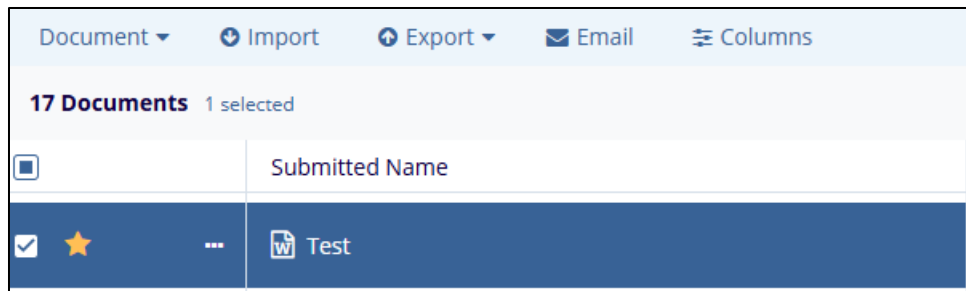 Document Import Export Email Columns
17 Documents 1 selected
Submitted Name
Test